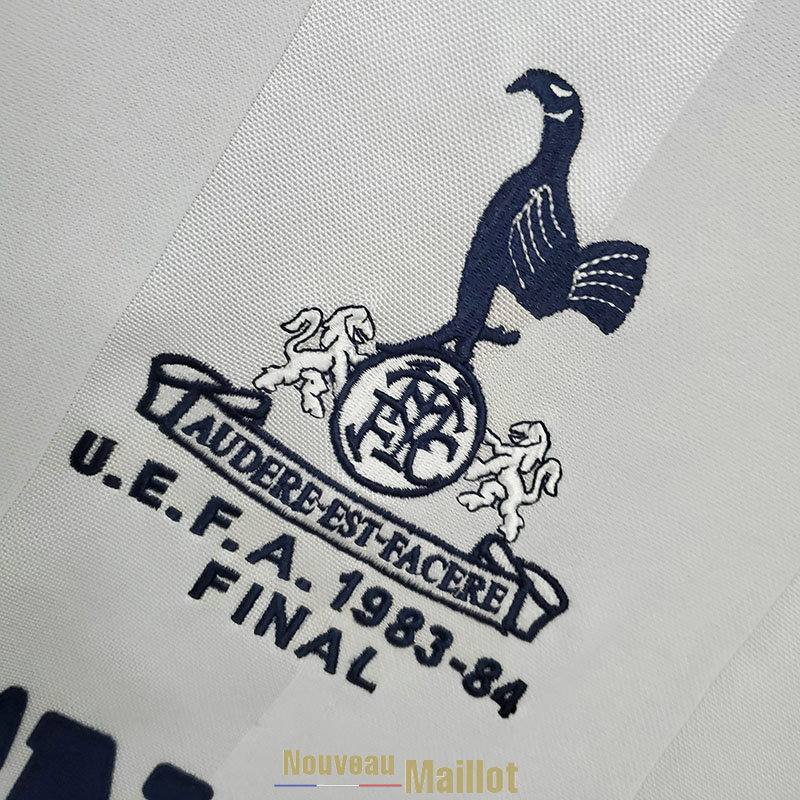 AUDERE-EST-FACERE
U.E.F.A. 1983-84
FINAL
Nouveau Maillot